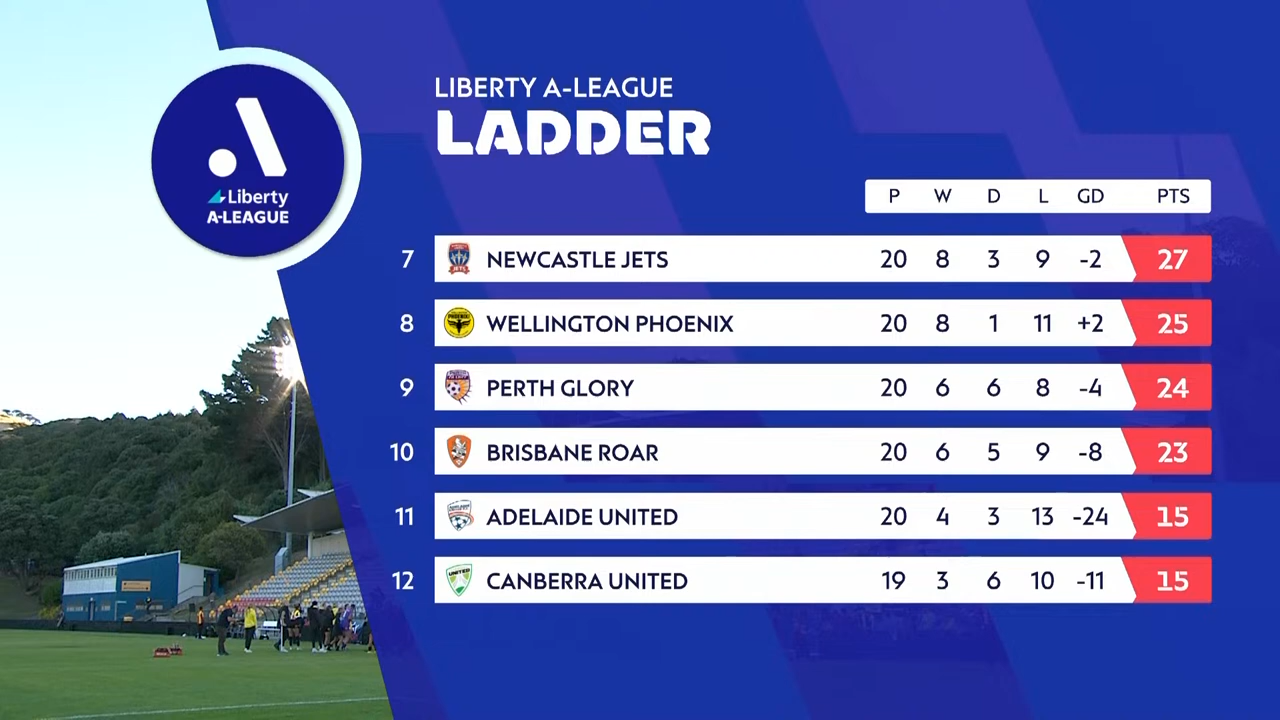 LIBERTY A-LEAGUE
LADDER
Liberty
A-LEAGUE
P W D L GD PTS
7 NEWCASTLE JETS 20 8 3 9 -2 27
8 WELLINGTON PHOENIX 20 8 1 11 +2 25
9 PERTH GLORY 20 6 6 8 -4 24
10 BRISBANE ROAR 20 6 5 9 -8 23
11 ADELAIDE UNITED 20 4 3 13 -24 15
12 CANBERRA UNITED 19 3 6 10 -11 15